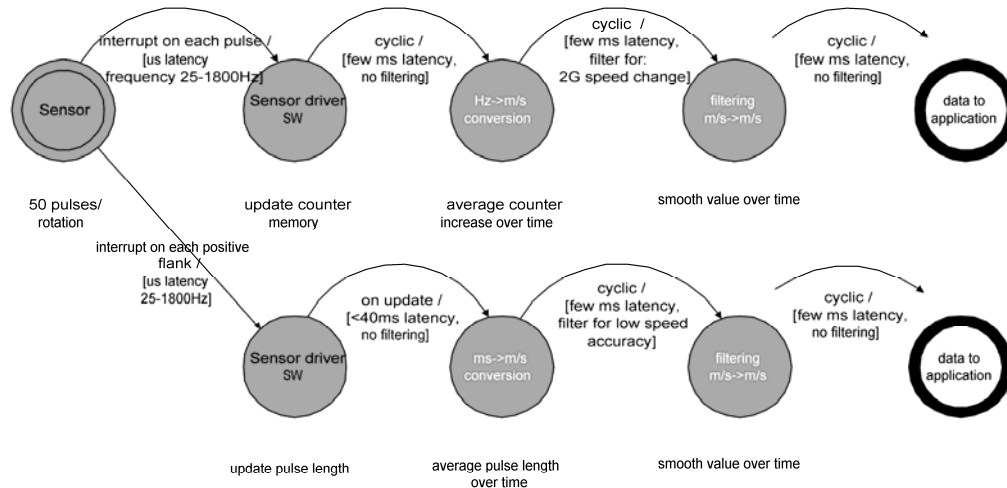 interrupt on each pulse /
[us latency
frequency 25-1800Hz]
cyclic /
[few ms latency,
no filtering]
cyclic /
[few ms latency,
filter for:
2G speed change]
cyclic /
[few ms latency,
no filtering]
Sensor
Sensor driver
SW
Hz->m/s
conversion
filtering
m/s->m/s
data to
application
50 pulses/
rotation
update counter
memory
average counter
increase over time
smooth value over time
interrupt on each positive
flank /
[us latency
25-1800Hz]
on update /
[<40ms latency,
no filtering]
cyclic /
[few ms latency,
filter for low speed
accuracy]
cyclic /
[few ms latency,
no filtering]
Sensor driver
SW
ms->m/s
conversion
filtering
m/s->m/s
data to
application
update pulse length
average pulse length
over time
smooth value over time